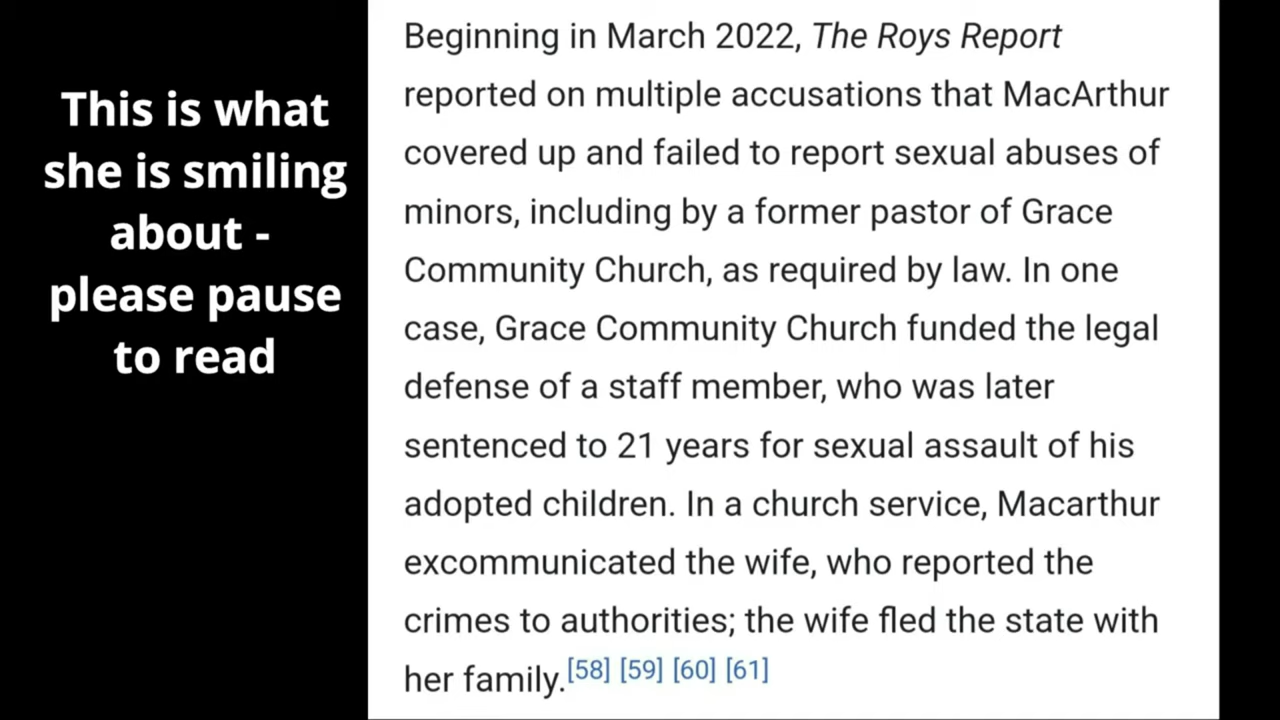 This is what
she is smiling
about -
please pause
to read
Beginning in March 2022, The Roys Report
reported on multiple accusations that MacArthur
covered up and failed to report sexual abuses of
minors, including by a former pastor of Grace
Community Church, as required by law. In one
case, Grace Community Church funded the legal
defense of a staff member, who was later
sentenced to 21 years for sexual assault of his
adopted children. In a church service, Macarthur
excommunicated the wife, who reported the
crimes to authorities; the wife fled the state with
her family.[58] [59] [60] [61]